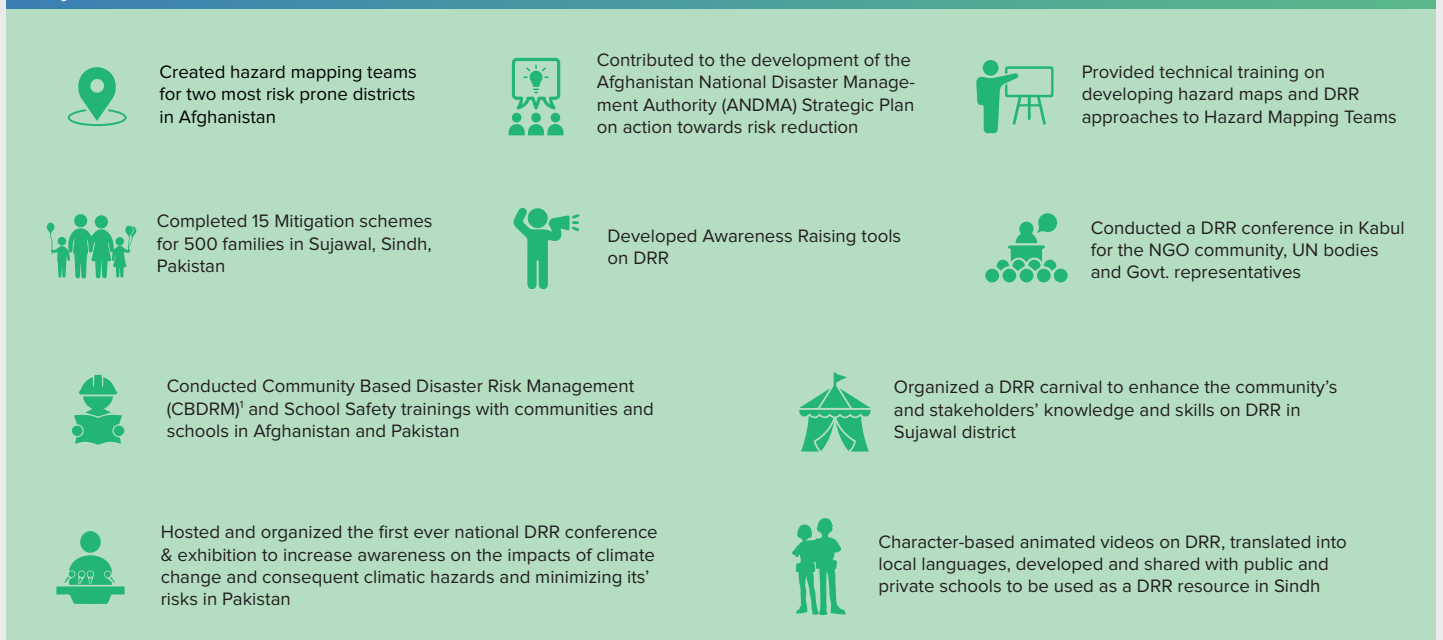 Created hazard mapping teams
for two most risk prone districts
in Afghanistan
Contributed to the development of the
Afghanistan National Disaster Manage-
ment Authority (ANDMA) Strategic Plan
on action towards risk reduction
Provided technical training on
developing hazard maps and DRR
approaches to Hazard Mapping Teams
Completed 15 Mitigation schemes
for 500 families in Sujawal, Sindh,
Pakistan
Developed Awareness Raising tools
on DRR
Conducted a DRR conference in Kabul
for the NGO community, UN bodies
and Govt. representatives
Conducted Community Based Disaster Risk Management
(CBDRM)¹ and School Safety trainings with communities and
schools in Afghanistan and Pakistan
Organized a DRR carnival to enhance the community’s
and stakeholders’ knowledge and skills on DRR in
Sujawal district
Hosted and organized the first ever national DRR conference
& exhibition to increase awareness on the impacts of climate
change and consequent climatic hazards and minimizing its’
risks in Pakistan
Character-based animated videos on DRR, translated into
local languages, developed and shared with public and
private schools to be used as a DRR resource in Sindh